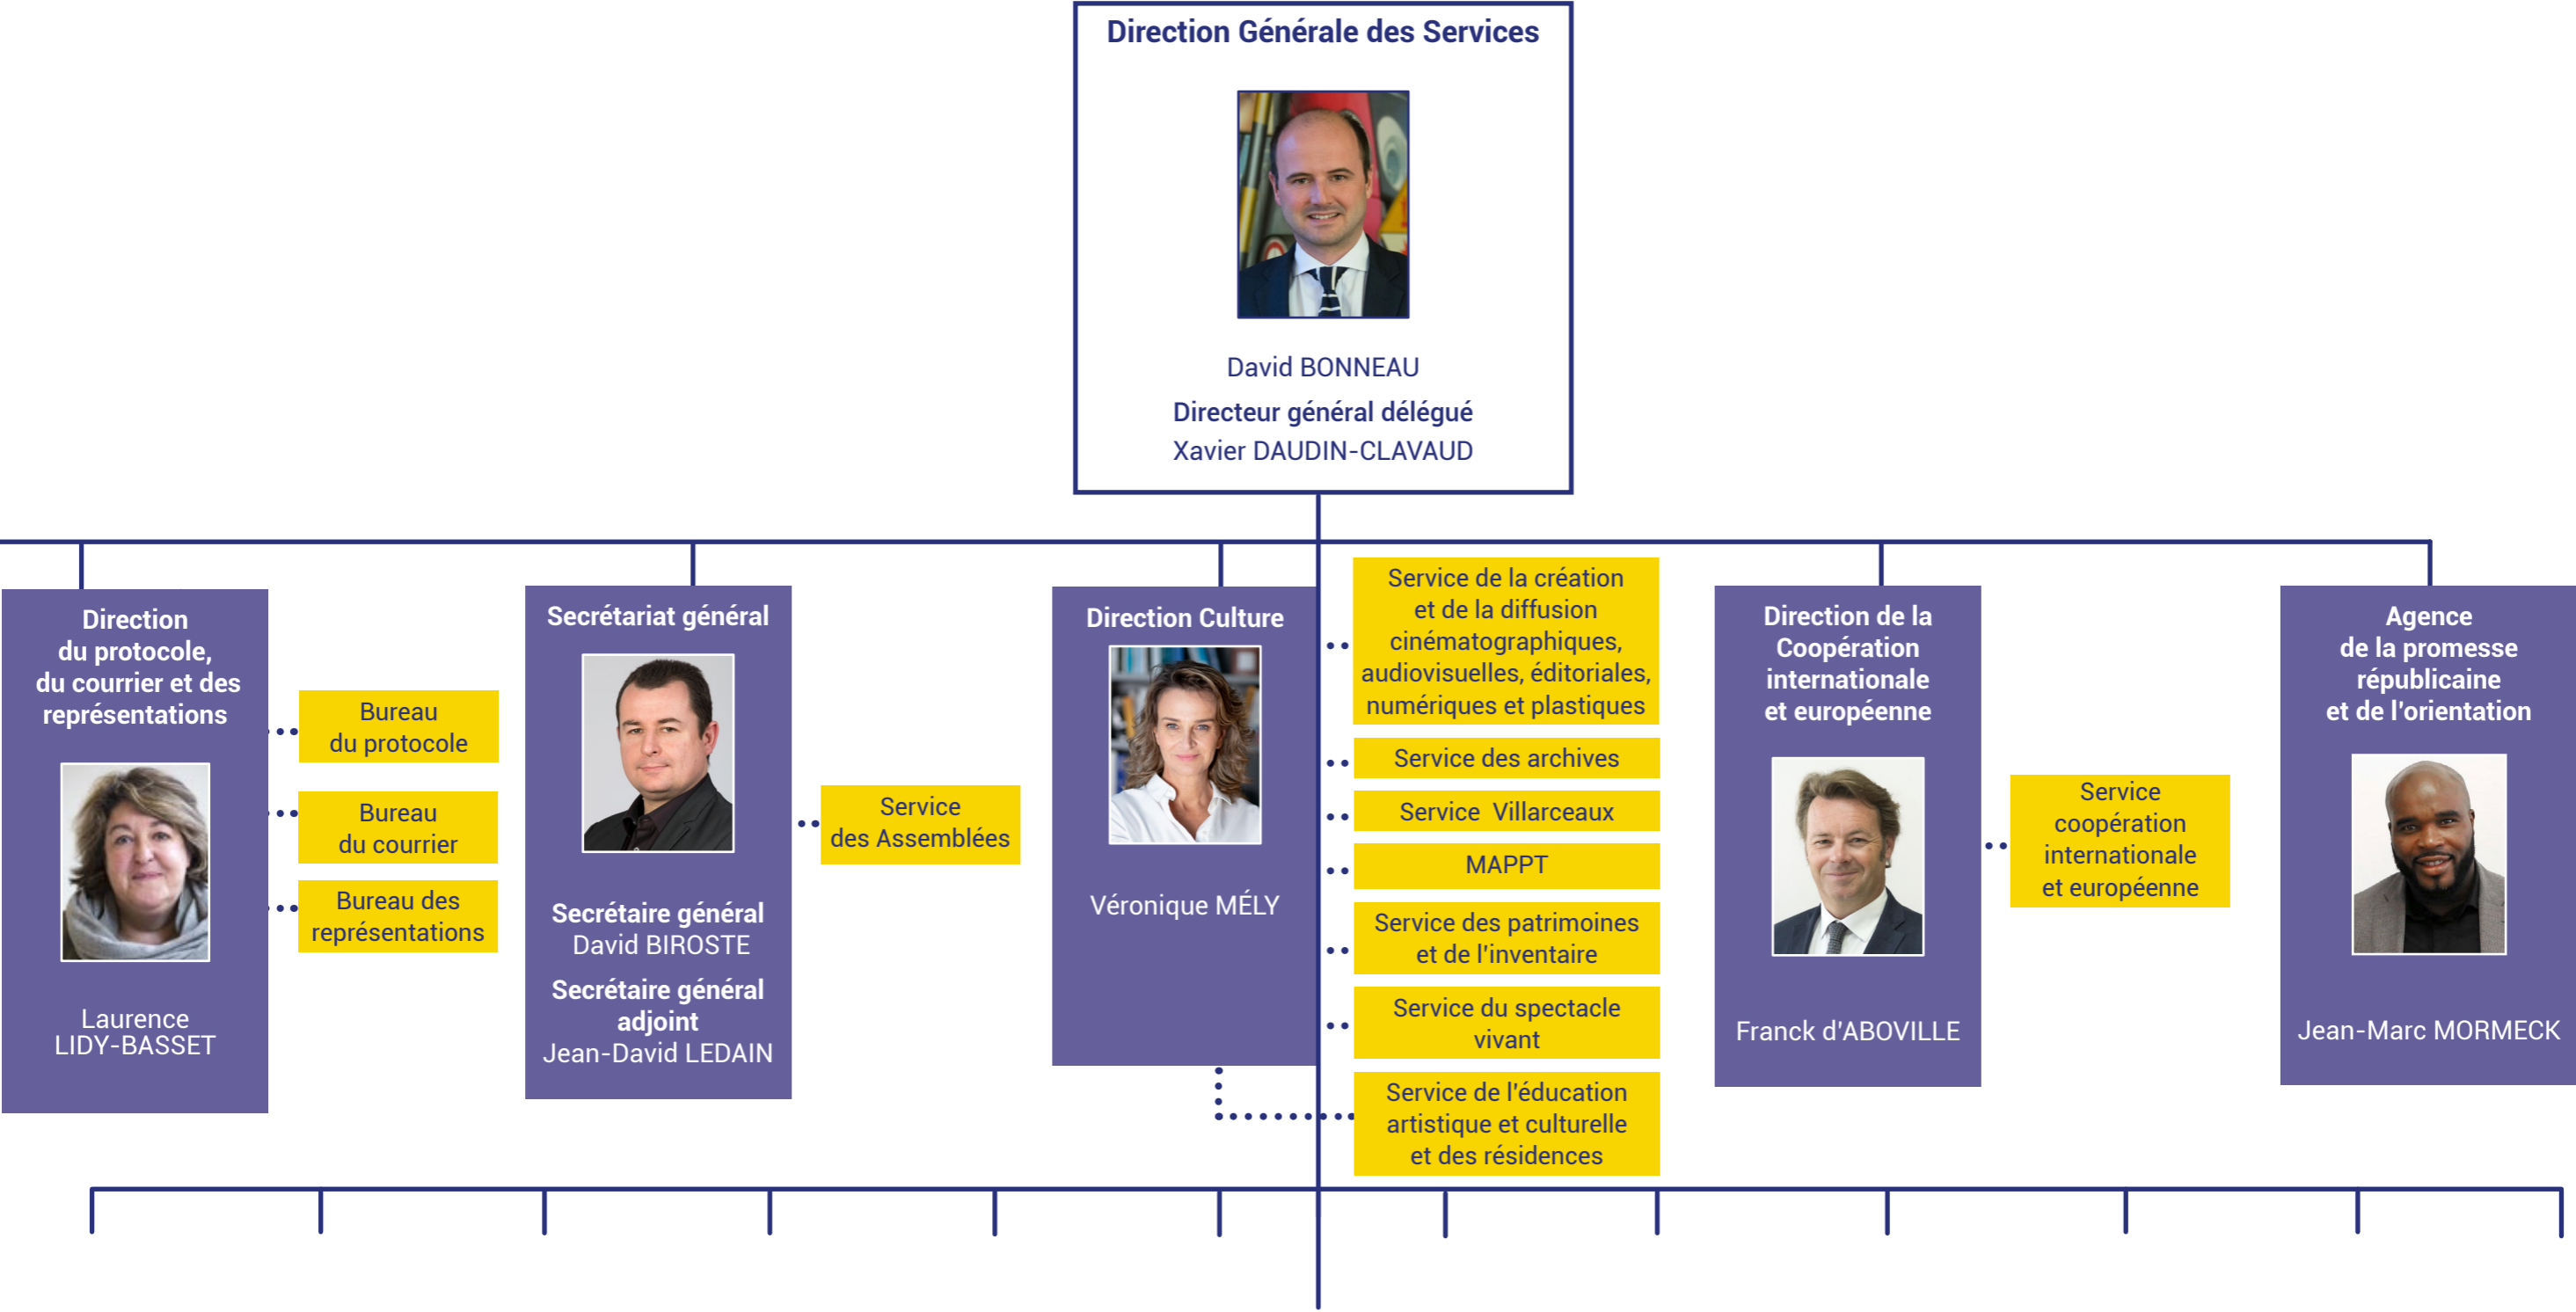 Direction Générale des Services
David BONNEAU
Directeur général délégué
Xavier DAUDIN-CLAVAUD
Direction
du protocole,
du courrier et des
représentations
Laurence
LIDY-BASSET
Bureau
du protocole
Bureau
du courrier
Bureau des
représentations
Secrétariat général
Secrétaire général
David BIROSTE
Secrétaire général
adjoint
Jean-David LEDAIN
Service
des Assemblées
Direction Culture
Véronique MÉLY
Service de la création
et de la diffusion
cinématographiques,
audiovisuelles, éditoriales,
numériques et plastiques
Service des archives
Service Villarceaux
MAPPT
Service des patrimoines
et de l'inventaire
Service du spectacle
vivant
Service de l'éducation
artistique et culturelle
et des résidences
Direction de la
Coopération
internationale
et européenne
Franck d'ABOVILLE
Service
coopération
internationale
et européenne
Agence
de la promesse
républicaine
et de l'orientation
Jean-Marc MORMECK